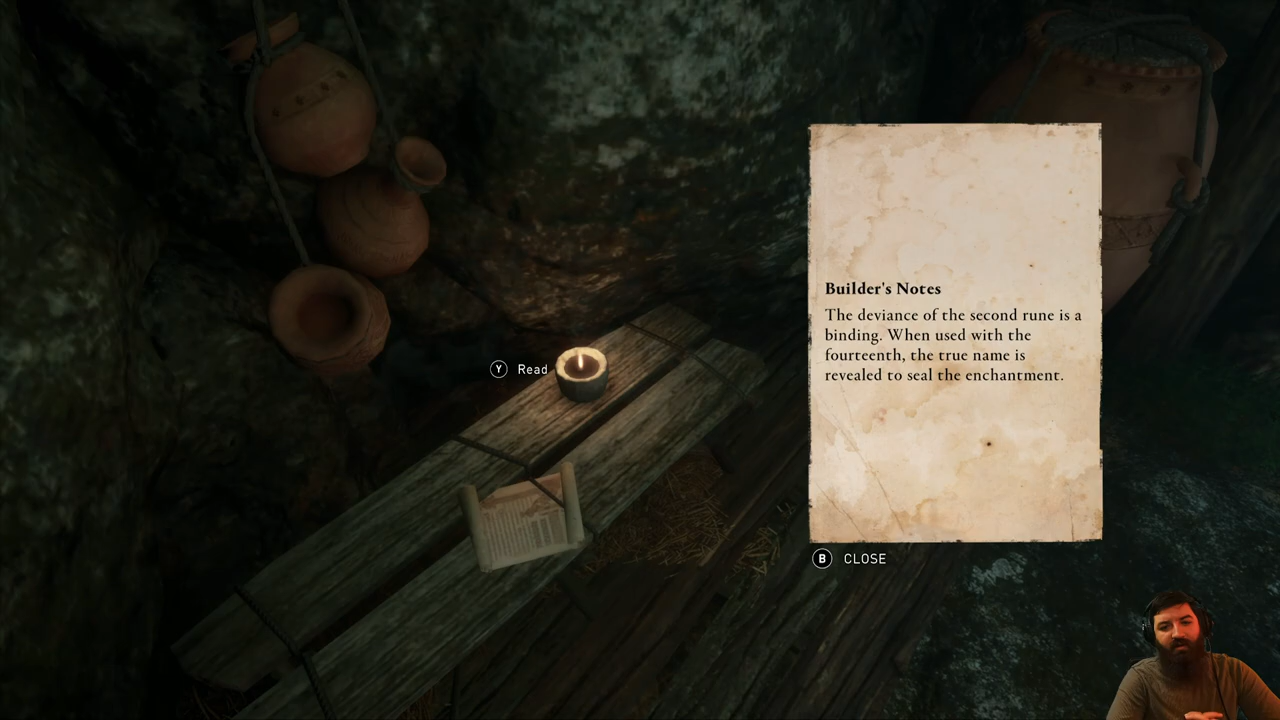 Builder's Notes
The deviance of the second rune is a
binding. When used with the
fourteenth, the true name is
revealed to seal the enchantment.
Y Read
B CLOSE